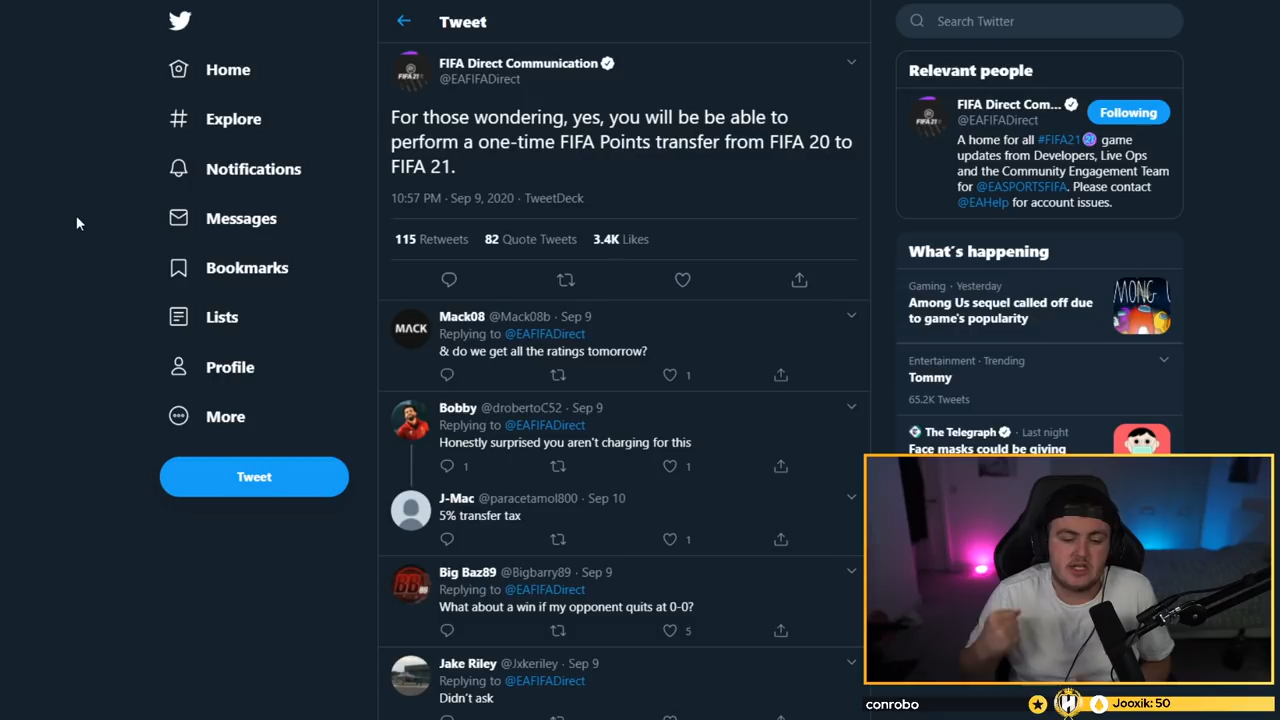 Home
Explore
Notifications
Messages
Bookmarks
Lists
Profile
More
Tweet
Tweet
FIFA Direct Communication
@EAFIFADirect
For those wondering, yes, you will be be able to
perform a one-time FIFA Points transfer from FIFA 20 to
FIFA 21.
10:57 PM · Sep 9, 2020 · TweetDeck
115 Retweets 82 Quote Tweets 3.4K Likes
Mack08 @Mack08b · Sep 9
Replying to @EAFIFADirect
& do we get all the ratings tomorrow?
1
MACK
Bobby @drobertoC52 · Sep 9
Replying to @EAFIFADirect
Honestly surprised you aren't charging for this
1 1
J-Mac @paracetamol800 · Sep 10
5% transfer tax
1
Big Baz89 @Bigbarry89 · Sep 9
Replying to @EAFIFADirect
What about a win if my opponent quits at 0-0?
5
BB
Jake Riley @Jxkeriley · Sep 9
Replying to @EAFIFADirect
Didn't ask
Search Twitter
Relevant people
FIFA Direct Com...
@EAFIFADirect
Following
A home for all #FIFA21 game
updates from Developers, Live Ops
and the Community Engagement Team
for @EASPORTSFIFA. Please contact
@EAHelp for account issues.
What's happening
Gaming · Yesterday
Among Us sequel called off due
to game's popularity
Entertainment · Trending
Tommy
65.2K Tweets
The Telegraph · Last night
Face masks could be giving
conrobo
Jooxik: 50